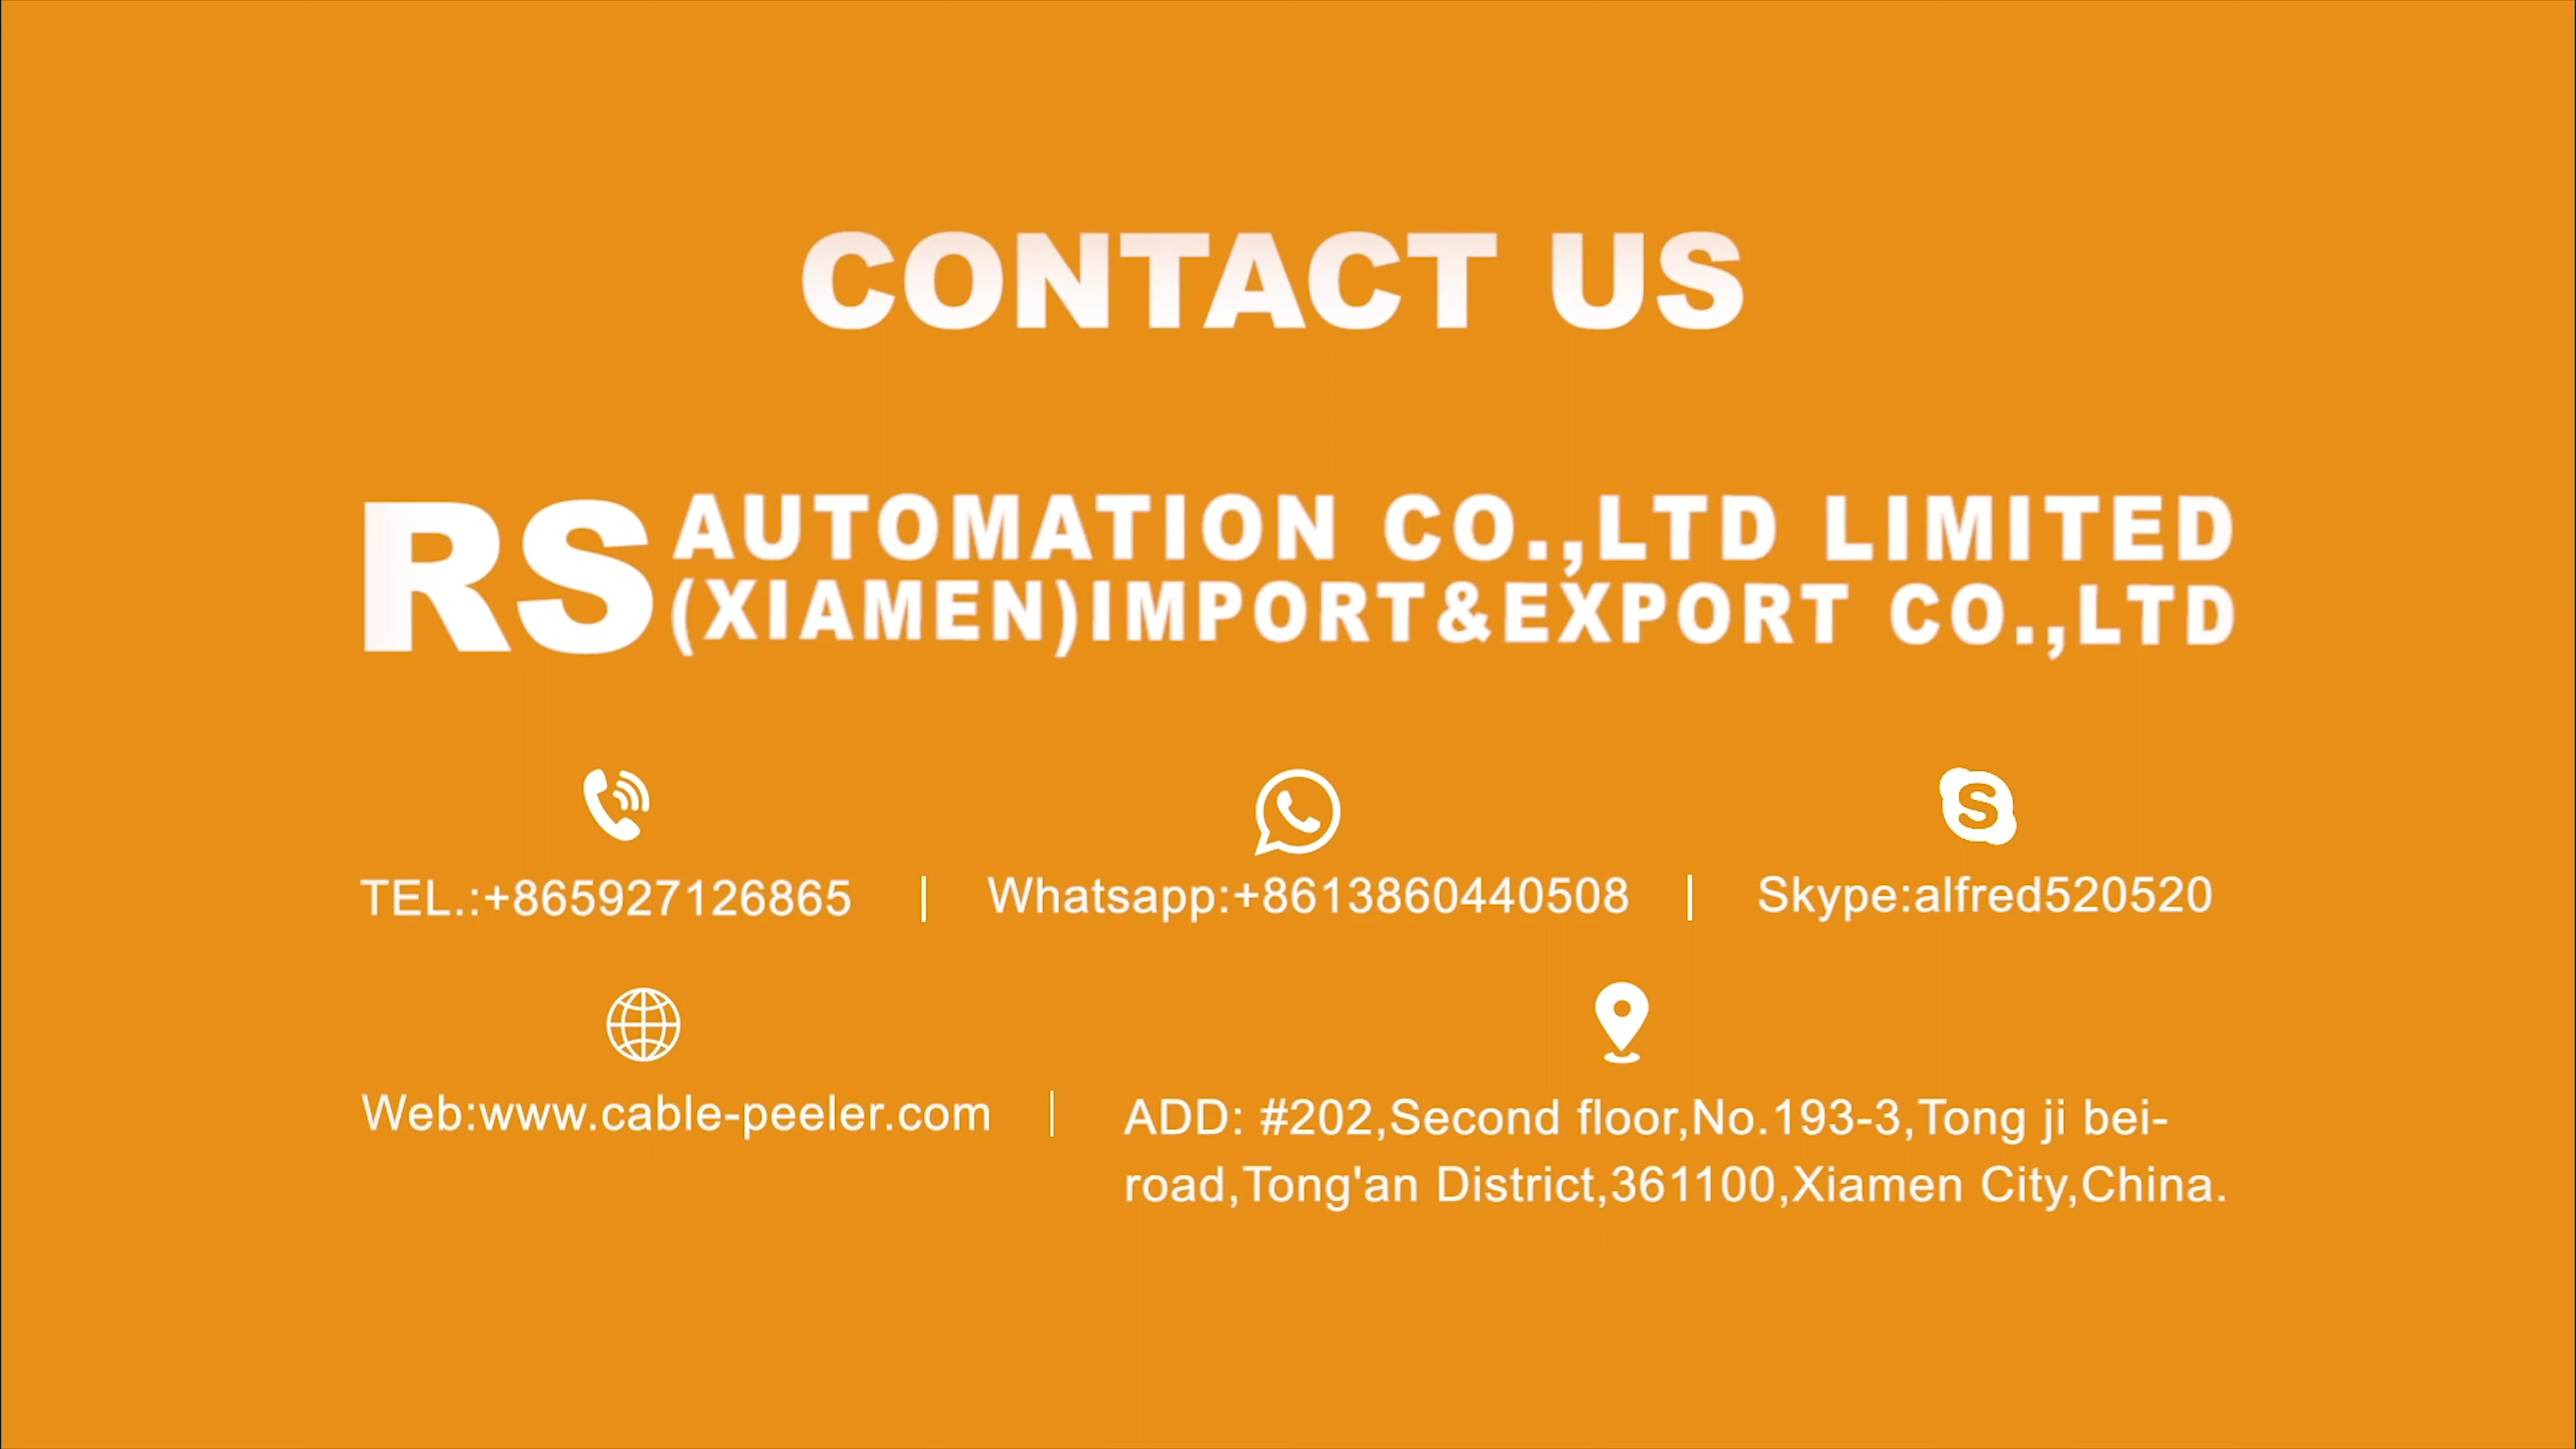 CONTACT US
RS AUTOMATION CO.,LTD LIMITED
(XIAMEN)IMPORT&EXPORT CO.,LTD
TEL.:+865927126865 | Whatsapp:+8613860440508 | Skype:alfred520520
Web:www.cable-peeler.com | ADD: #202,Second floor,No.193-3,Tong ji bei-
road,Tong'an District,361100,Xiamen City,China.